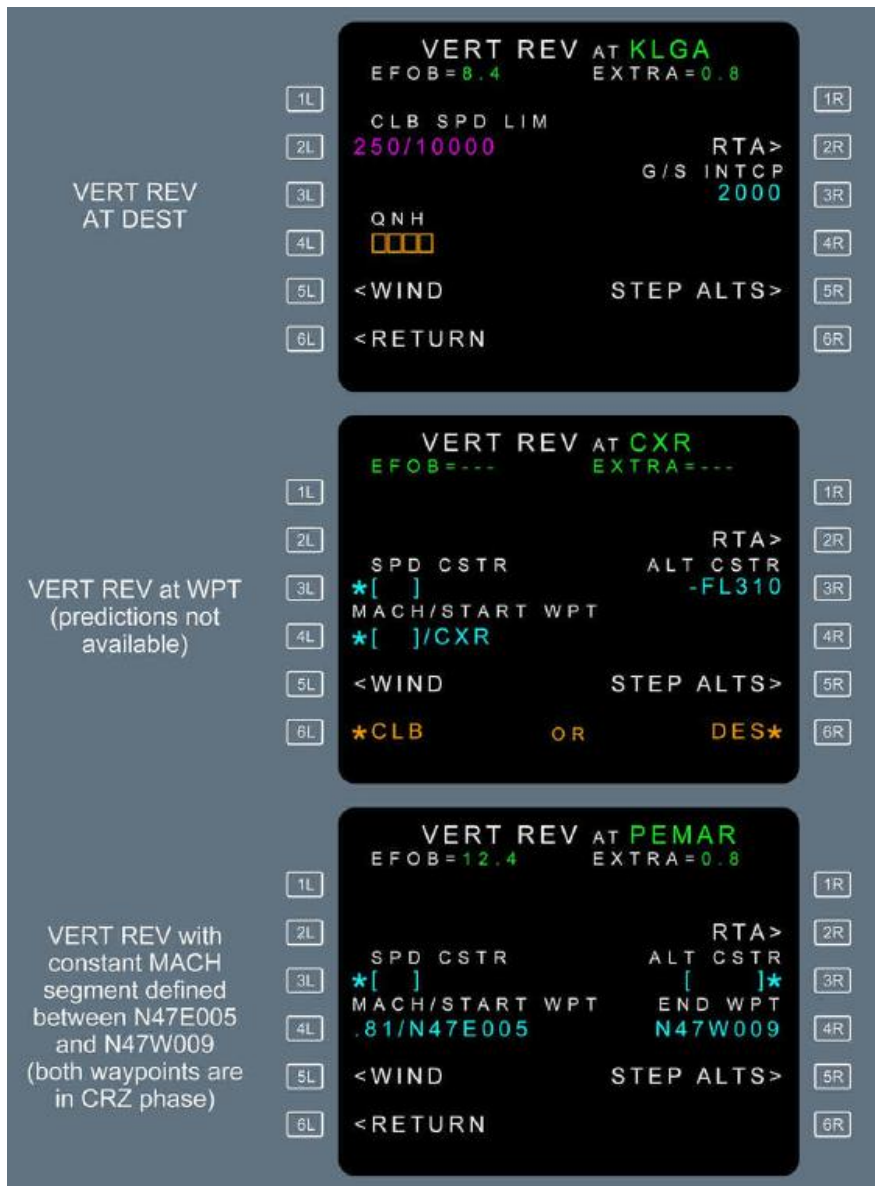 VERT REV AT KLGA
EFOB=8.4 EXTRA=0.8
1L 1R
CLB SPD LIM
2L 250/10000 RTA> 2R
G/S INTCP
VERT REV
AT DEST
3L 2000 3R
QNH
4L □□□□ 4R
5L <WIND STEP ALTS> 5R
6L <RETURN 6R
VERT REV AT CXR
EFOB=--- EXTRA=---
1L 1R
2L RTA> 2R
SPD CSTR ALT CSTR
VERT REV at WPT
(predictions not
available)
3L *[ ] -FL310 3R
MACH/START WPT
4L *[ ]/CXR 4R
5L <WIND STEP ALTS> 5R
6L *CLB OR DES* 6R
VERT REV AT PEMAR
EFOB=12.4 EXTRA=0.8
1L 1R
2L RTA> 2R
SPD CSTR ALT CSTR
VERT REV with
constant MACH
segment defined
between N47E005
and N47W009
(both waypoints are
in CRZ phase)
3L *[ ] [ ]* 3R
MACH/START WPT END WPT
4L .81/N47E005 N47W009 4R
5L <WIND STEP ALTS> 5R
6L <RETURN 6R